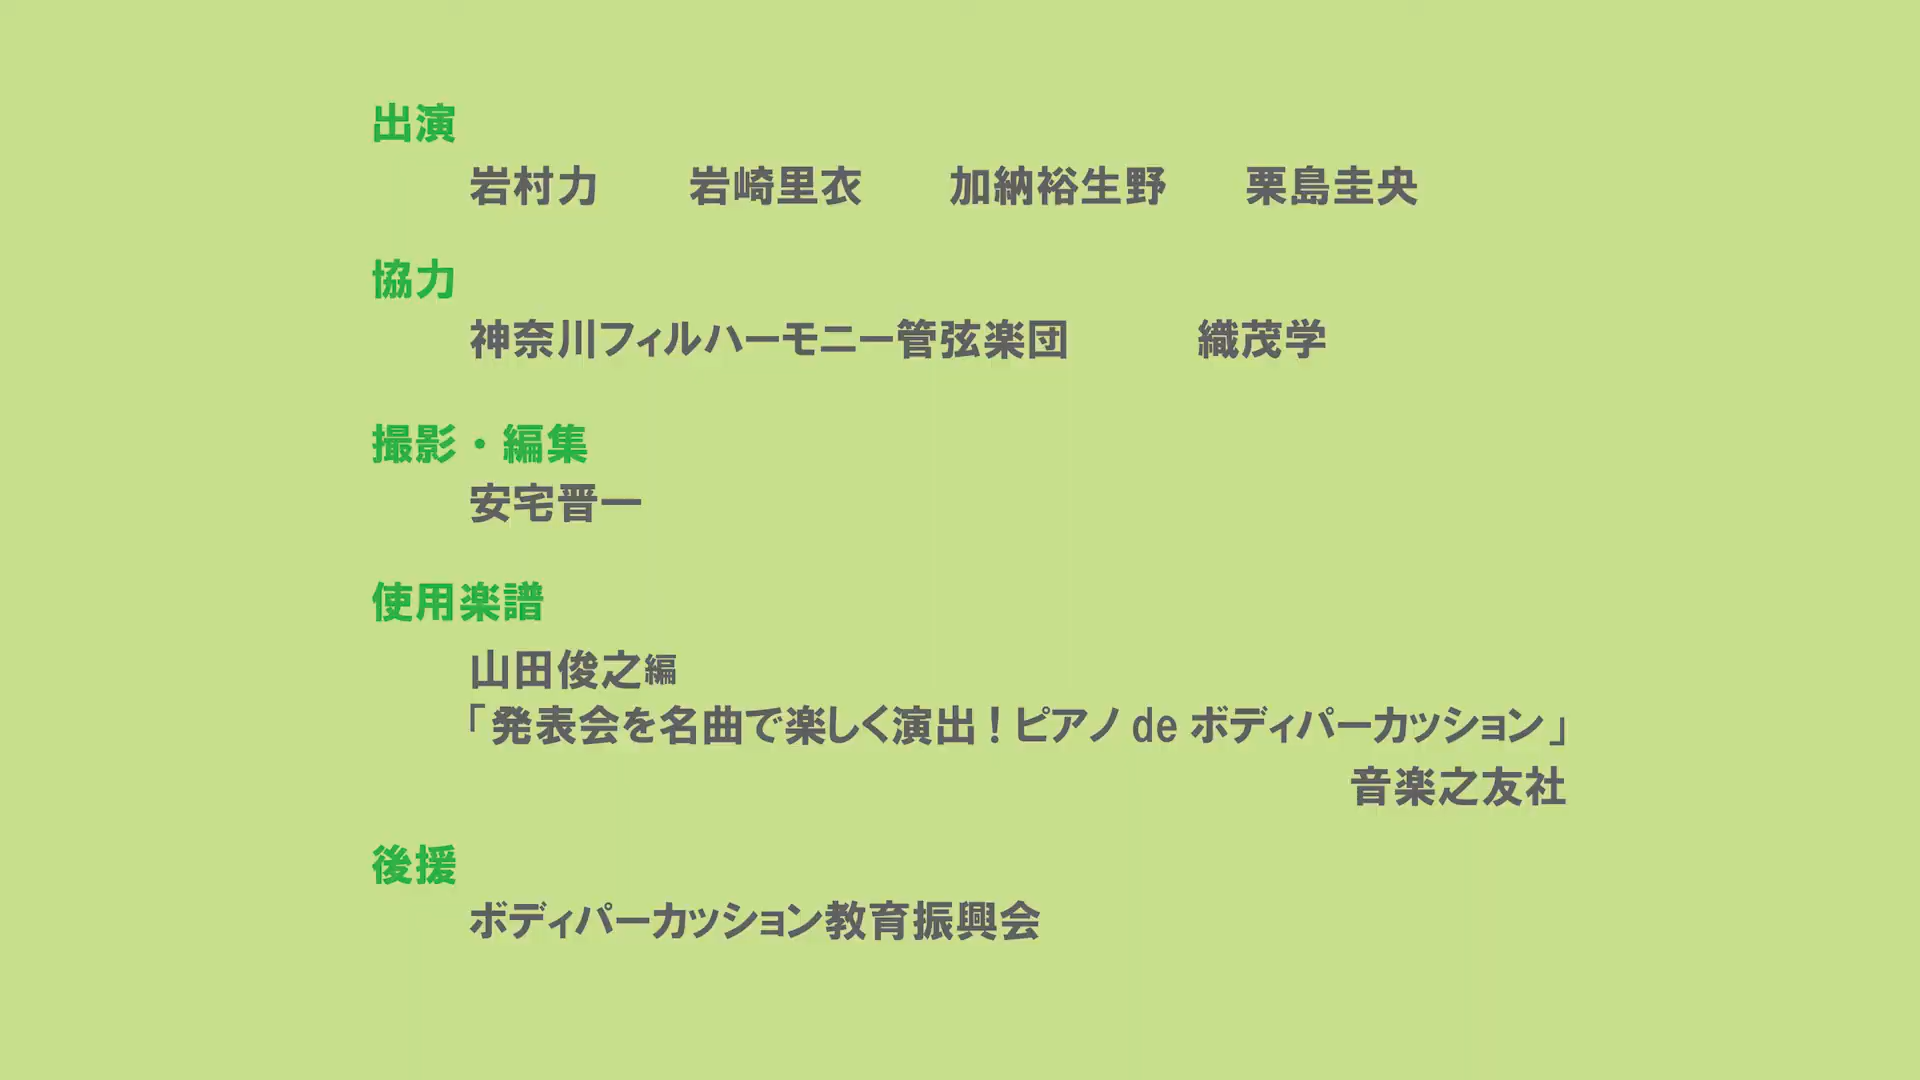 出演
岩村力 岩崎里衣 加納裕生野 栗島圭央
協力
神奈川フィルハーモニー管弦楽団 織茂学
撮影・編集
安宅晋一
使用楽譜
山田俊之編
「発表会を名曲で楽しく演出!ピアノ de ボディパーカッション」
音楽之友社
後援
ボディパーカッション教育振興会